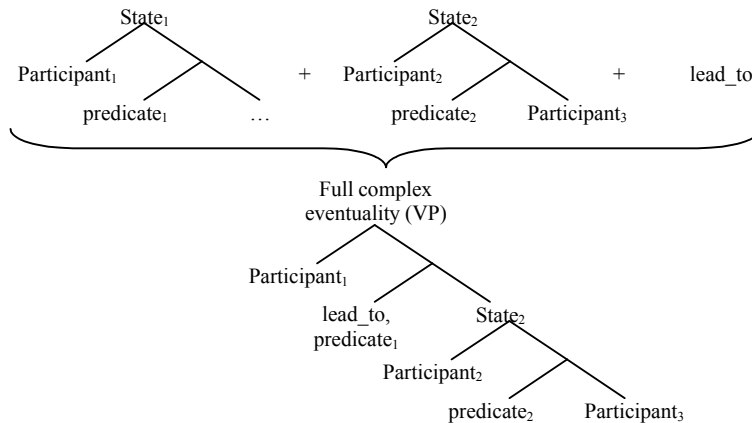 State₁ State₂
Participant₁ + Participant₂ + lead_to
predicate₁ … predicate₂ Participant₃
Full complex
eventuality (VP)
Participant₁
lead_to, State₂
predicate₁
Participant₂
predicate₂ Participant₃